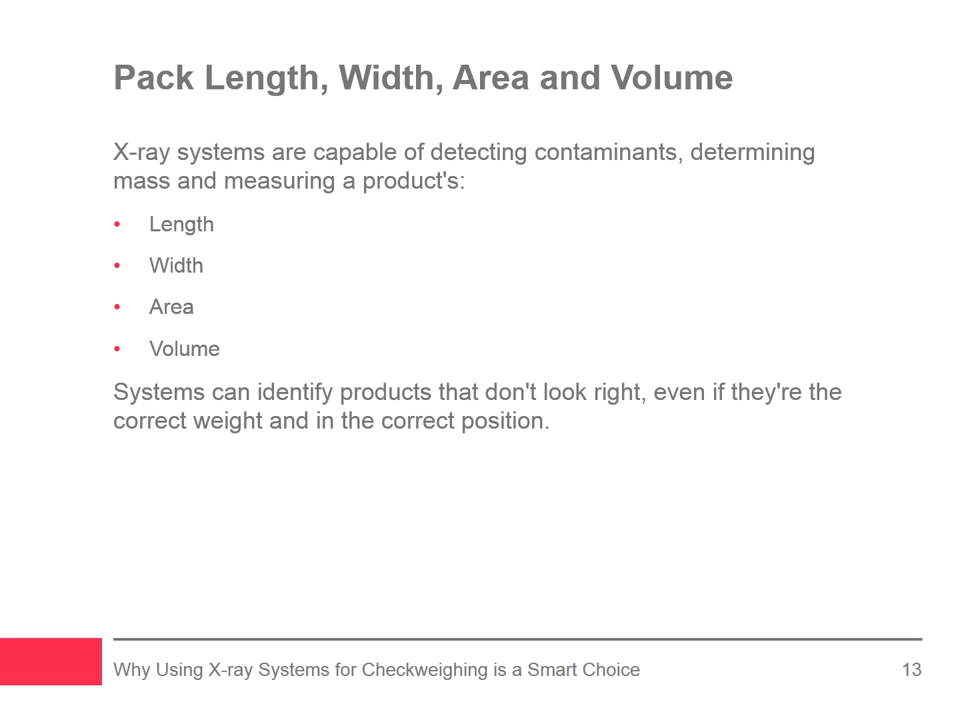 Pack Length, Width, Area and Volume
X-ray systems are capable of detecting contaminants, determining
mass and measuring a product's:
• Length
• Width
• Area
• Volume
Systems can identify products that don't look right, even if they're the
correct weight and in the correct position.
Why Using X-ray Systems for Checkweighing is a Smart Choice 13